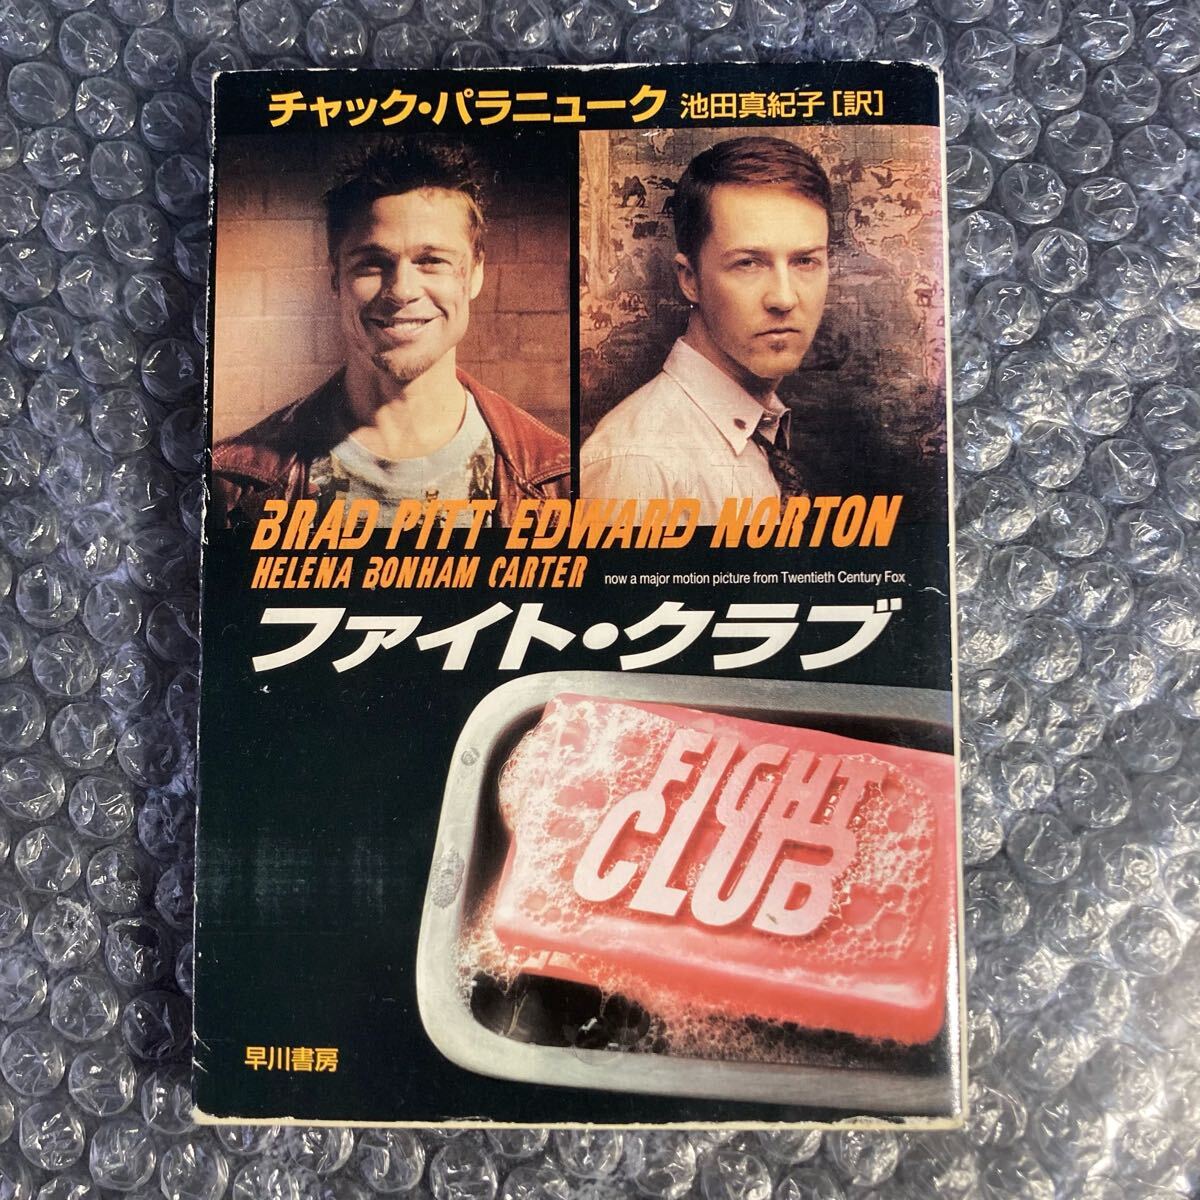 チャック・パラニューク 池田真紀子[訳]
BRAD PITT EDWARD NORTON
HELENA BONHAM CARTER now a major motion picture from Twentieth Century Fox
ファイト・クラブ
FIGHT
CLUB
早川書房